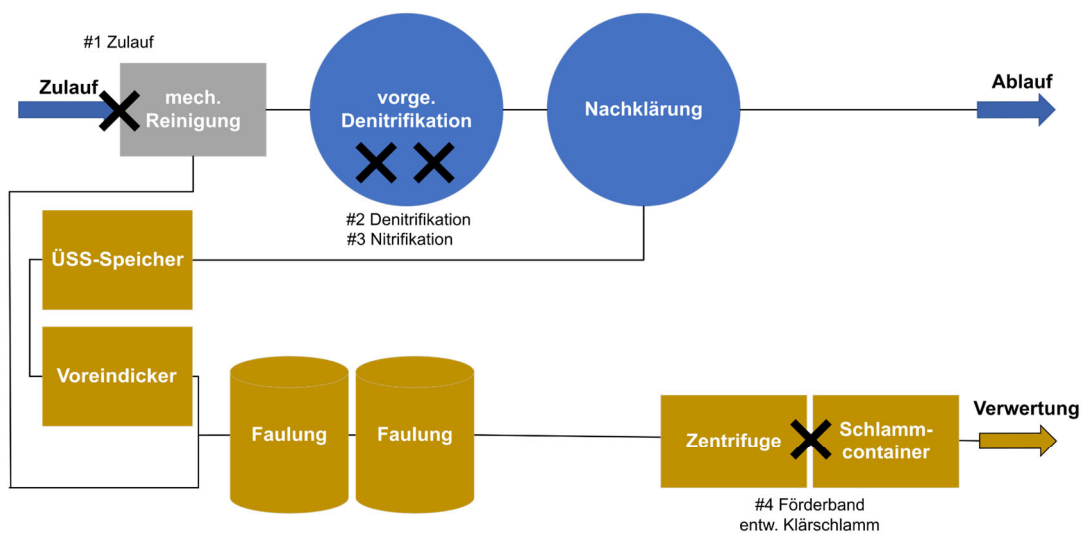 #1 Zulauf
Zulauf
mech.
Reinigung
vorge.
Denitrifikation
Nachklärung
Ablauf
#2 Denitrifikation
#3 Nitrifikation
ÜSS-Speicher
Voreindicker
Faulung
Faulung
Zentrifuge
Schlamm-
container
Verwertung
#4 Förderband
entw. Klärschlamm